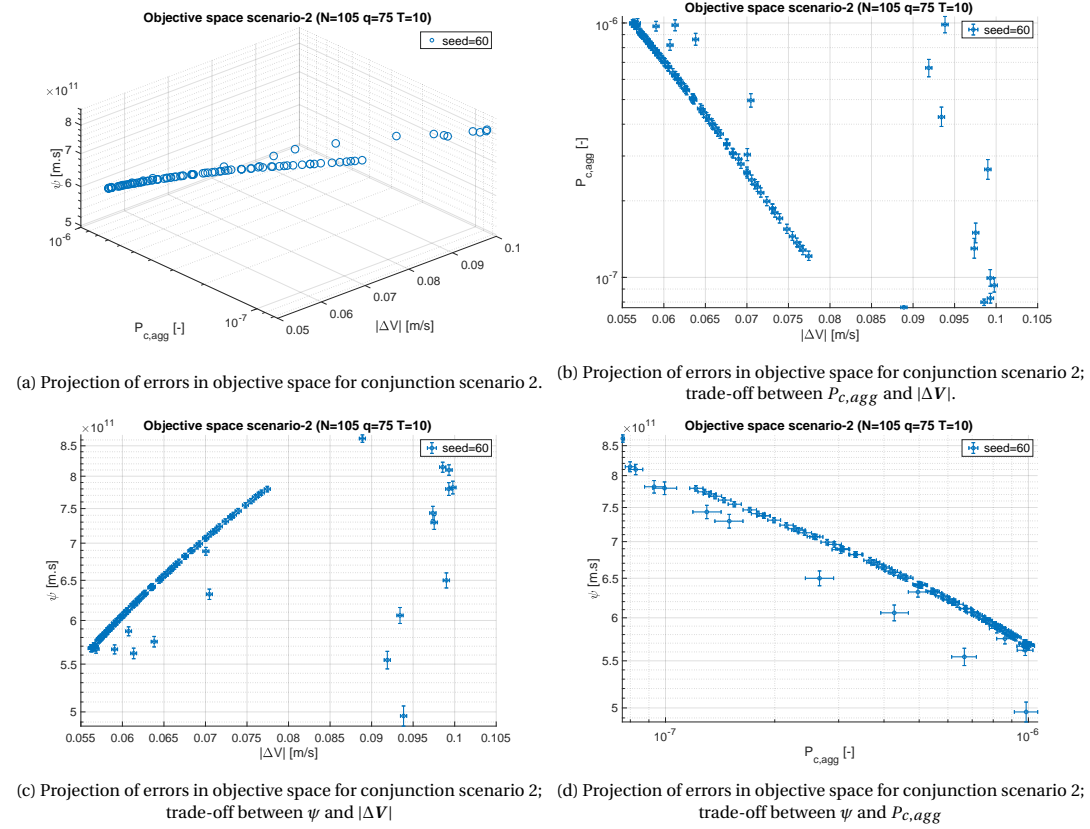 Objective space scenario-2 (N=105 q=75 T=10)
seed=60
×10^11
9
8
7
6
5
ψ [m.s]
10^-6
10^-7
P_c,agg [-]
0.05
0.06
0.07
0.08
0.09
0.1
|ΔV| [m/s]
(a) Projection of errors in objective space for conjunction scenario 2.
Objective space scenario-2 (N=105 q=75 T=10)
seed=60
10^-6
10^-7
P_c,agg [-]
0.055 0.06 0.065 0.07 0.075 0.08 0.085 0.09 0.095 0.1 0.105
|ΔV| [m/s]
(b) Projection of errors in objective space for conjunction scenario 2;
trade-off between P_c,agg and |ΔV|.
Objective space scenario-2 (N=105 q=75 T=10)
×10^11
seed=60
8.5
8
7.5
7
6.5
6
5.5
5
ψ [m.s]
0.055 0.06 0.065 0.07 0.075 0.08 0.085 0.09 0.095 0.1 0.105
|ΔV| [m/s]
(c) Projection of errors in objective space for conjunction scenario 2;
trade-off between ψ and |ΔV|
Objective space scenario-2 (N=105 q=75 T=10)
×10^11
seed=60
8.5
8
7.5
7
6.5
6
5.5
5
ψ [m.s]
10^-7 10^-6
P_c,agg [-]
(d) Projection of errors in objective space for conjunction scenario 2;
trade-off between ψ and P_c,agg